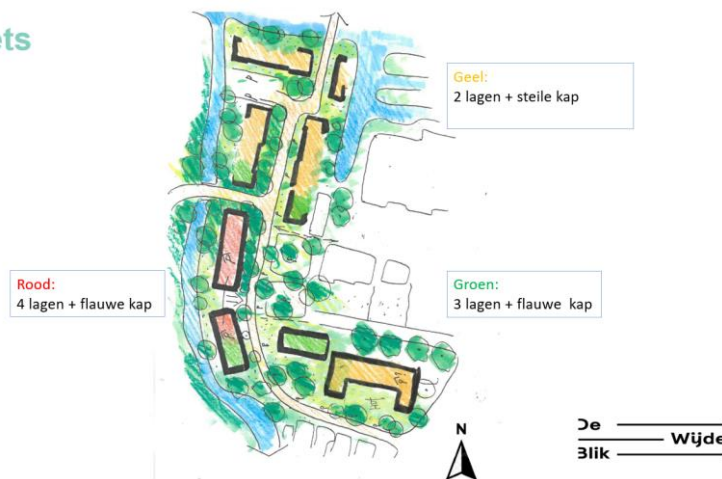 ets
Geel:
2 lagen + steile kap
Rood:
4 lagen + flauwe kap
Groen:
3 lagen + flauwe kap
N
De
Wijde
Blik